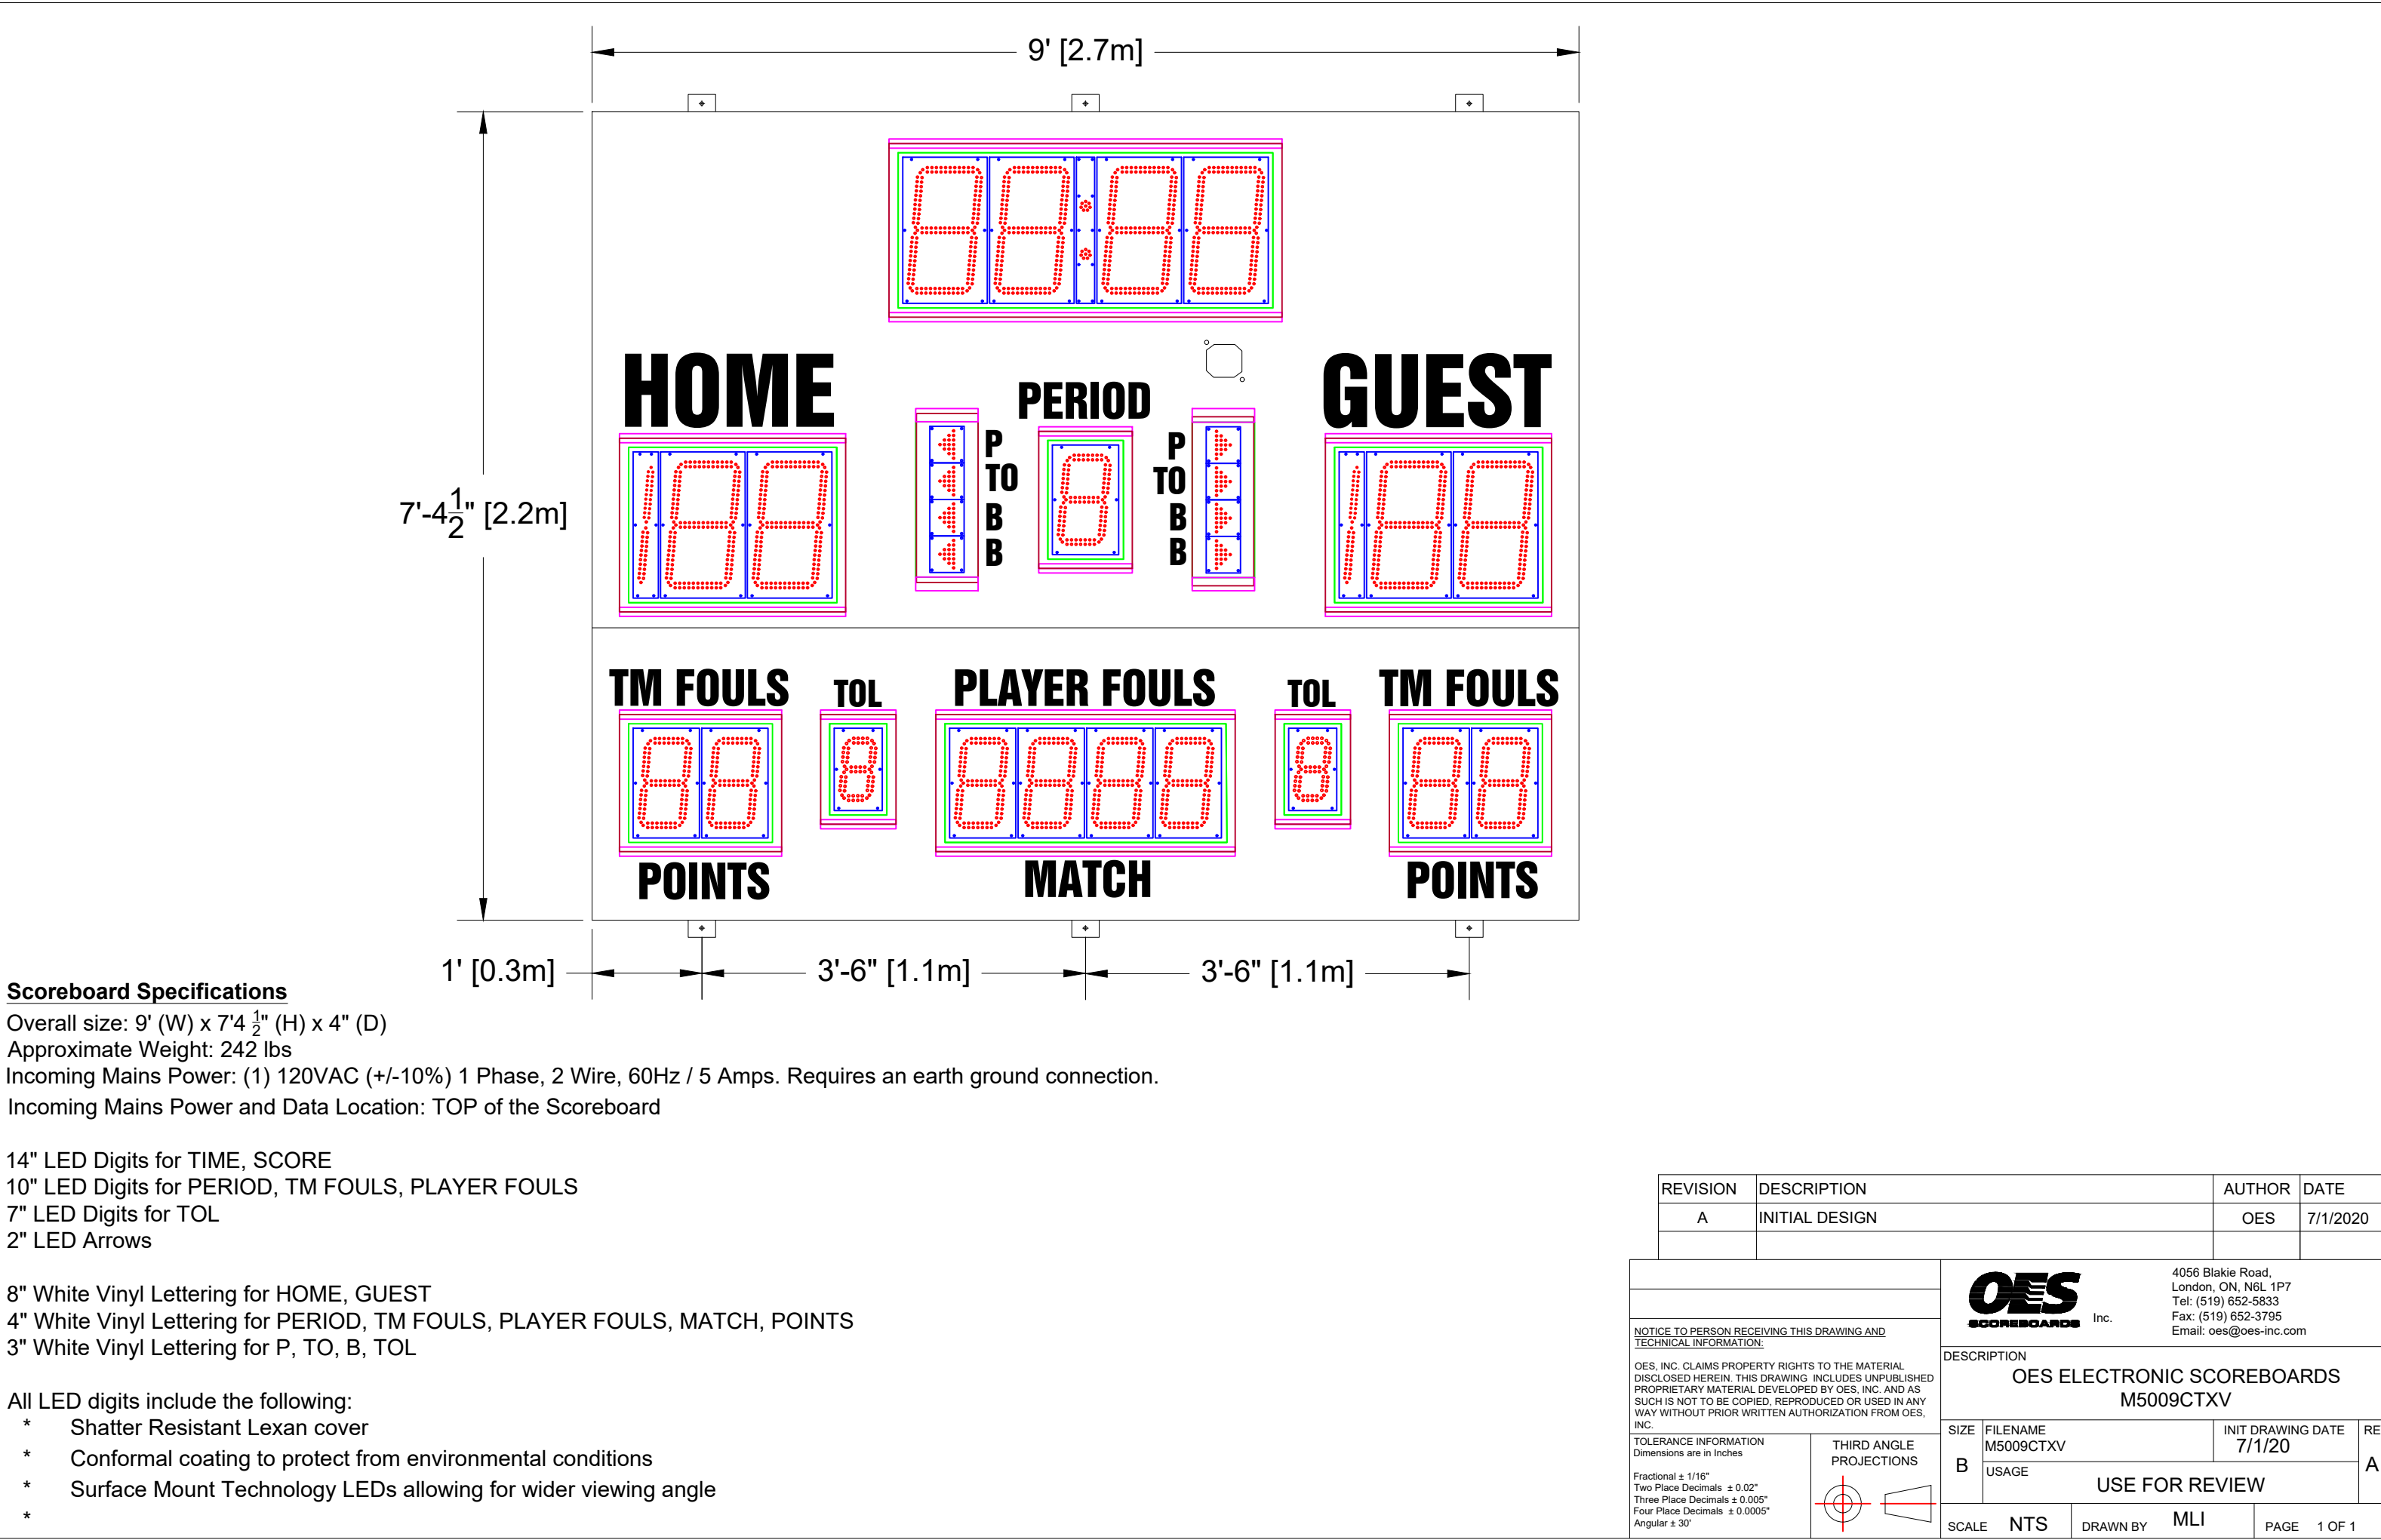 9' [2.7m]
7'-4 1/2" [2.2m]
HOME
GUEST
PERIOD
P
TO
B
B
P
TO
B
B
TM FOULS
TOL
PLAYER FOULS
TOL
TM FOULS
POINTS
MATCH
POINTS
1' [0.3m]
3'-6" [1.1m]
3'-6" [1.1m]
Scoreboard Specifications
Overall size: 9' (W) x 7'4 1/2" (H) x 4" (D)
Approximate Weight: 242 lbs
Incoming Mains Power: (1) 120VAC (+/-10%) 1 Phase, 2 Wire, 60Hz / 5 Amps. Requires an earth ground connection.
Incoming Mains Power and Data Location: TOP of the Scoreboard
14" LED Digits for TIME, SCORE
10" LED Digits for PERIOD, TM FOULS, PLAYER FOULS
7" LED Digits for TOL
2" LED Arrows
8" White Vinyl Lettering for HOME, GUEST
4" White Vinyl Lettering for PERIOD, TM FOULS, PLAYER FOULS, MATCH, POINTS
3" White Vinyl Lettering for P, TO, B, TOL
All LED digits include the following:
* Shatter Resistant Lexan cover
* Conformal coating to protect from environmental conditions
* Surface Mount Technology LEDs allowing for wider viewing angle
*
REVISION DESCRIPTION AUTHOR DATE
A INITIAL DESIGN OES 7/1/2020
OES
SCOREBOARDS Inc.
4056 Blakie Road,
London, ON, N6L 1P7
Tel: (519) 652-5833
Fax: (519) 652-3795
Email: oes@oes-inc.com
NOTICE TO PERSON RECEIVING THIS DRAWING AND
TECHNICAL INFORMATION:
OES, INC. CLAIMS PROPERTY RIGHTS TO THE MATERIAL
DISCLOSED HEREIN. THIS DRAWING INCLUDES UNPUBLISHED
PROPRIETARY MATERIAL DEVELOPED BY OES, INC. AND AS
SUCH IS NOT TO BE COPIED, REPRODUCED OR USED IN ANY
WAY WITHOUT PRIOR WRITTEN AUTHORIZATION FROM OES,
INC.
DESCRIPTION
OES ELECTRONIC SCOREBOARDS
M5009CTXV
TOLERANCE INFORMATION
Dimensions are in Inches
Fractional ± 1/16"
Two Place Decimals ± 0.02"
Three Place Decimals ± 0.005"
Four Place Decimals ± 0.0005"
Angular ± 30'
THIRD ANGLE
PROJECTIONS
SIZE
B
FILENAME
M5009CTXV
INIT DRAWING DATE
7/1/20
RE
A
USAGE
USE FOR REVIEW
SCALE NTS
DRAWN BY MLI
PAGE 1 OF 1